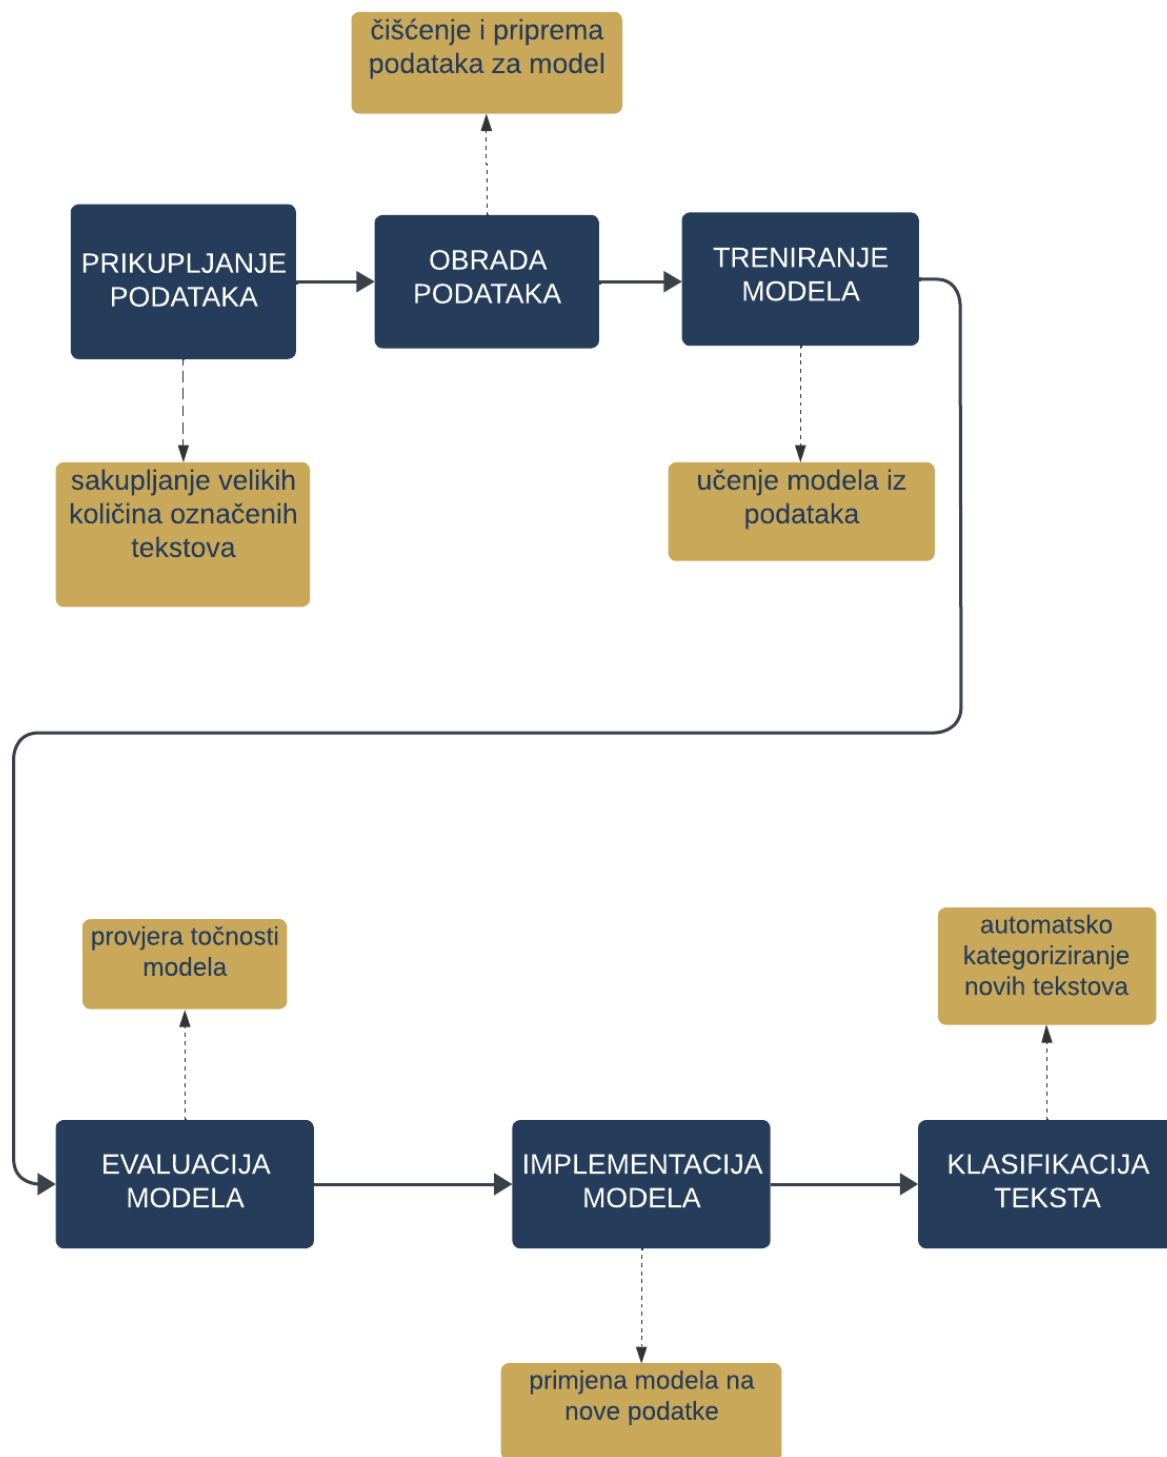 čišćenje i priprema
podataka za model
PRIKUPLJANJE
PODATAKA
OBRADA
PODATAKA
TRENIRANJE
MODELA
sakupljanje velikih
količina označenih
tekstova
učenje modela iz
podataka
provjera točnosti
modela
automatsko
kategoriziranje
novih tekstova
EVALUACIJA
MODELA
IMPLEMENTACIJA
MODELA
KLASIFIKACIJA
TEKSTA
primjena modela na
nove podatke